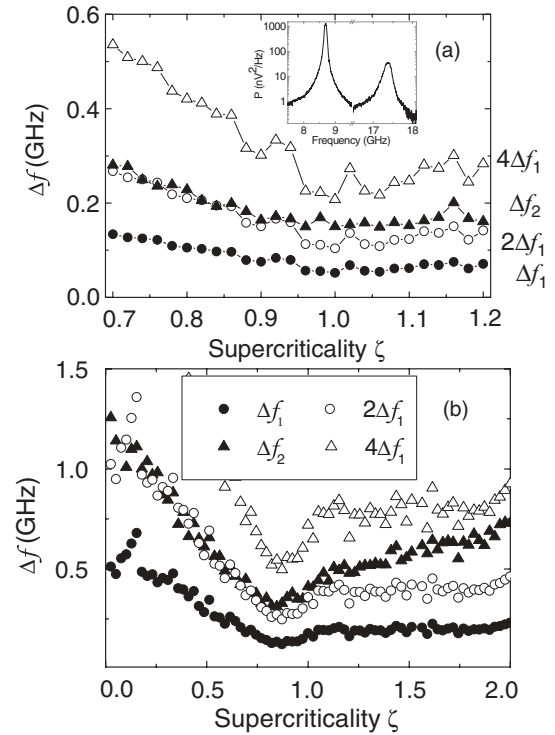 0.6
0.4
0.2
0.0
Δf (GHz)
(a)
1000
100
10
1
P (nV²/Hz)
8 9 17 18
Frequency (GHz)
4Δf₁
Δf₂
2Δf₁
Δf₁
0.7 0.8 0.9 1.0 1.1 1.2
Supercriticality ζ
1.5
1.0
0.5
Δf (GHz)
Δf₁ 2Δf₁
Δf₂ 4Δf₁
(b)
0.0 0.5 1.0 1.5 2.0
Supercriticality ζ